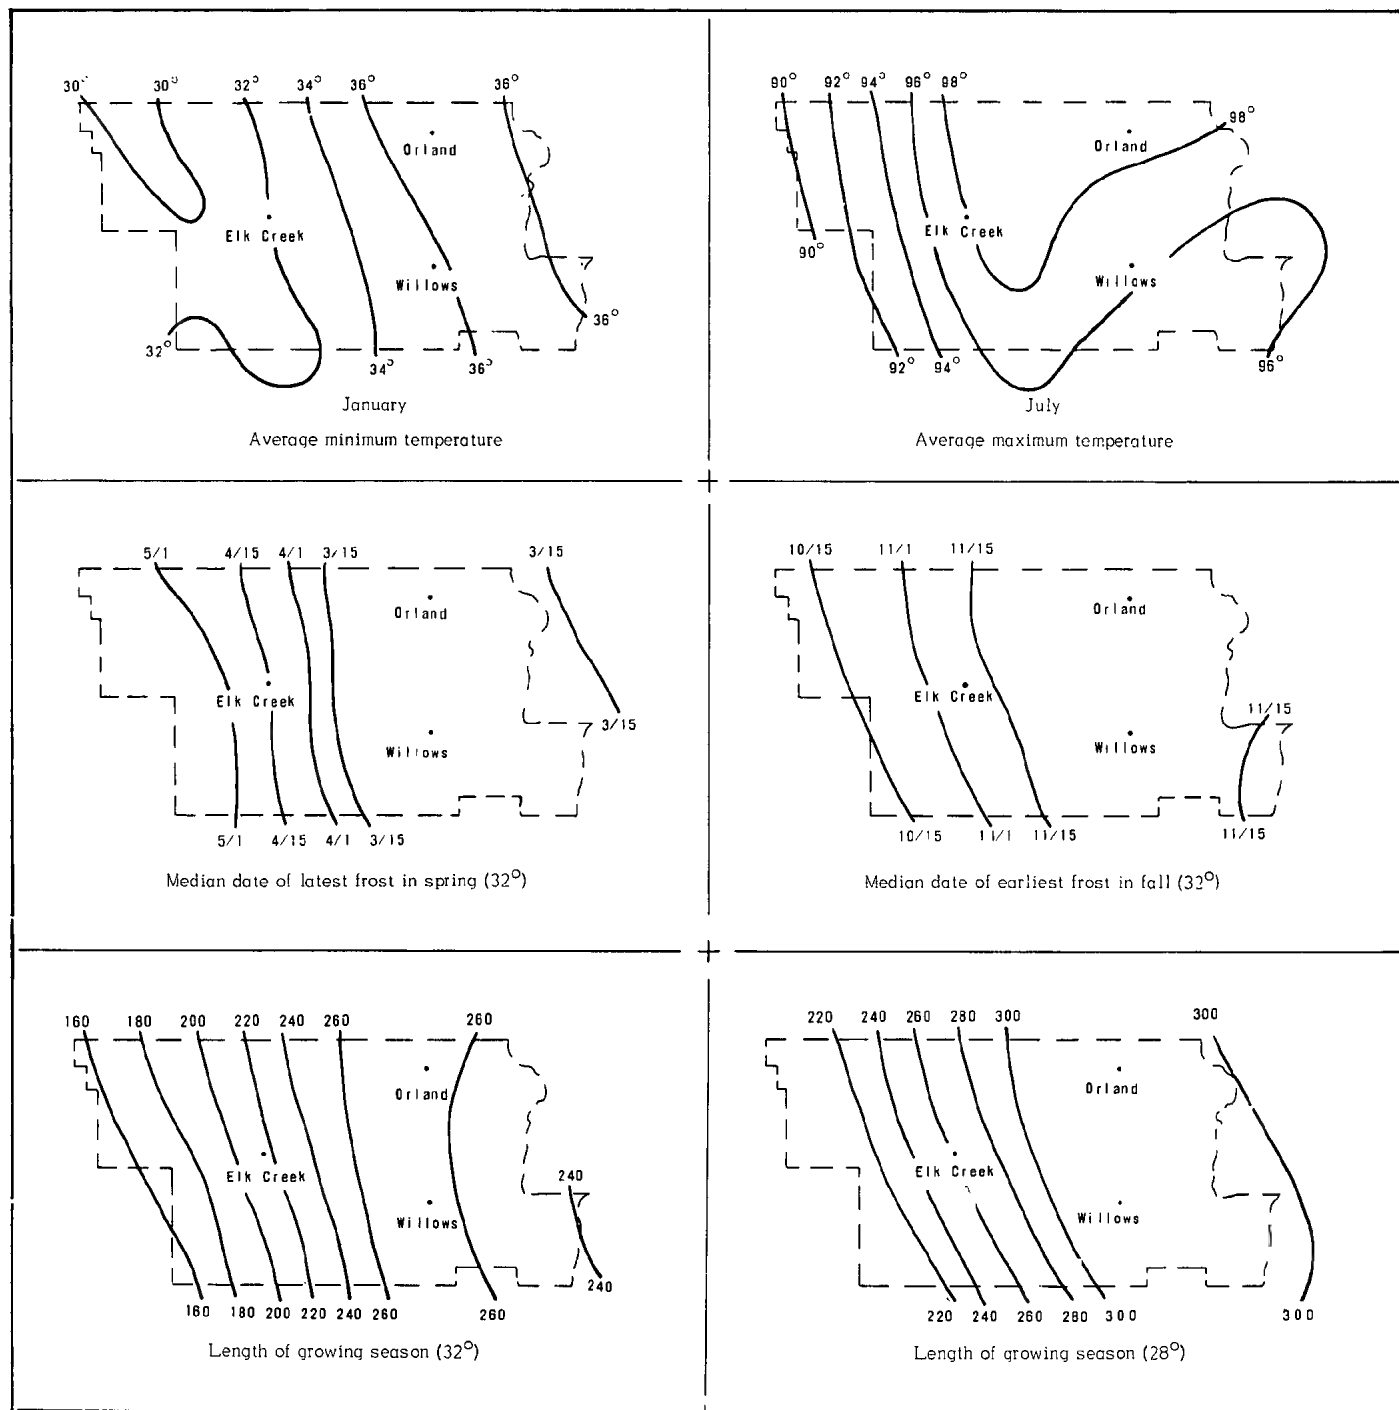 30° 30° 32° 34° 36° 36°
Orland
Elk Creek
Willows
32° 34° 36° 36°
January
Average minimum temperature
90° 92° 94° 96° 98°
98°
Orland
Elk Creek
90°
Willows
92° 94° 96°
July
Average maximum temperature
5/1 4/15 4/1 3/15 3/15
Orland
Elk Creek
3/15
Willows
5/1 4/15 4/1 3/15
Median date of latest frost in spring (32°)
10/15 11/1 11/15
Orland
Elk Creek
11/15
Willows
10/15 11/1 11/15 11/15
Median date of earliest frost in fall (32°)
160 180 200 220 240 260 260
Orland
Elk Creek
240
Willows
160 180 200 220 240 260 260 240
Length of growing season (32°)
220 240 260 280 300 300
Orland
Elk Creek
Willows
220 240 260 280 300 300
Length of growing season (28°)